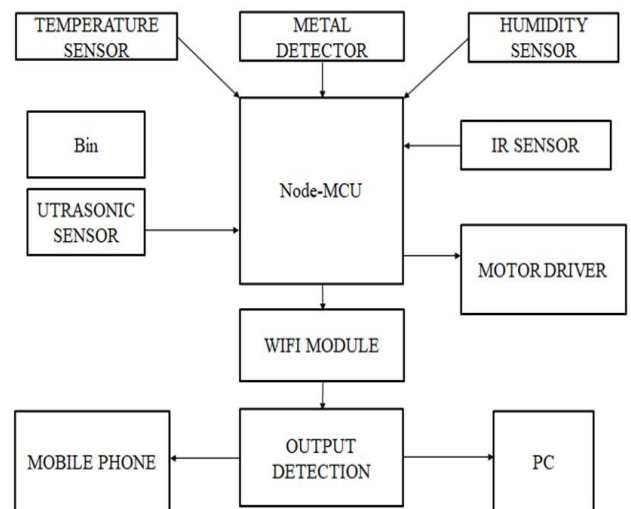 TEMPERATURE
SENSOR
METAL
DETECTOR
HUMIDITY
SENSOR
Bin
Node-MCU
IR SENSOR
UTRASONIC
SENSOR
MOTOR DRIVER
WIFI MODULE
MOBILE PHONE
OUTPUT
DETECTION
PC